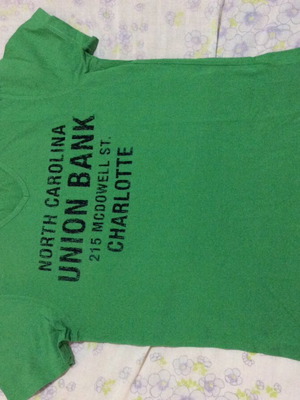 NORTH CAROLINA
UNION BANK
215 MCDOWELL ST.
CHARLOTTE